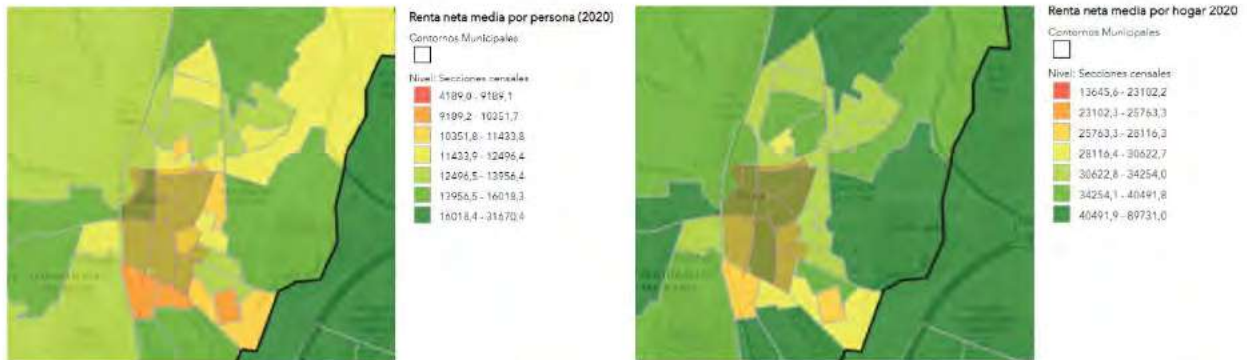 Renta neta media por persona (2020)
Contornos Municipales
Nivel: Secciones censales
4189,0 - 9189,1
9189,2 - 10351,7
10351,8 - 11433,8
11433,9 - 12496,4
12496,5 - 13956,4
13956,5 - 16018,3
16018,4 - 31670,4
Renta neta media por hogar 2020
Contornos Municipales
Nivel: Secciones censales
13645,6 - 23102,2
23102,3 - 25763,3
25763,3 - 28116,3
28116,4 - 30622,7
30622,8 - 34254,0
34254,1 - 40491,8
40491,9 - 89731,0